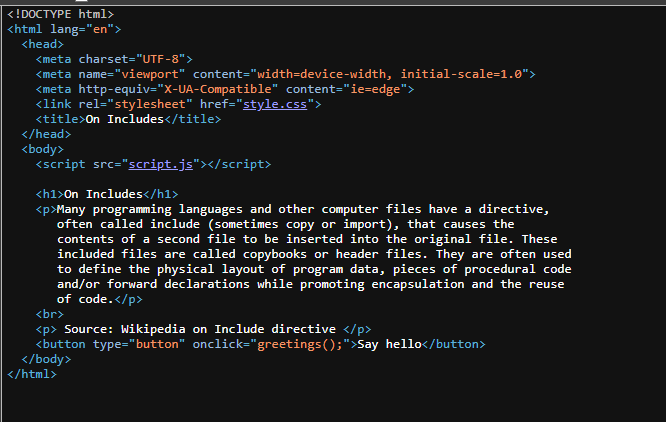 <!DOCTYPE html>
<html lang="en">
  <head>
    <meta charset="UTF-8">
    <meta name="viewport" content="width=device-width, initial-scale=1.0">
    <meta http-equiv="X-UA-Compatible" content="ie=edge">
    <link rel="stylesheet" href="style.css">
    <title>On Includes</title>
  </head>
  <body>
    <script src="script.js"></script>

    <h1>On Includes</h1>
    <p>Many programming languages and other computer files have a directive,
       often called include (sometimes copy or import), that causes the
       contents of a second file to be inserted into the original file. These
       included files are called copybooks or header files. They are often used
       to define the physical layout of program data, pieces of procedural code
       and/or forward declarations while promoting encapsulation and the reuse
       of code.</p>
    <br>
    <p> Source: Wikipedia on Include directive </p>
    <button type="button" onclick="greetings();">Say hello</button>
  </body>
</html>